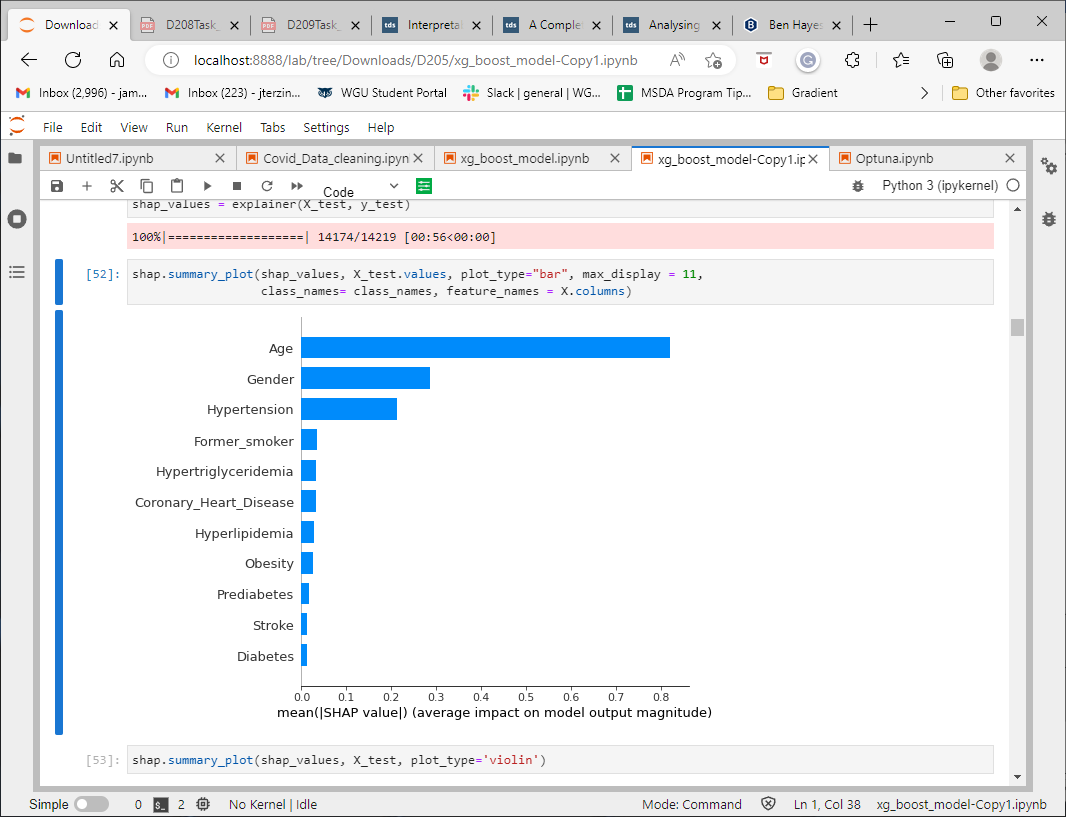 Download
D208Task_
D209Task_
tds Interpretal
tds A Comple
tds Analysing
B Ben Hayes
localhost:8888/lab/tree/Downloads/D205/xg_boost_model-Copy1.ipynb
Inbox (2,996) - jam...
Inbox (223) - jterzin...
WGU Student Portal
Slack | general | WG...
MSDA Program Tip...
Gradient
Other favorites
File Edit View Run Kernel Tabs Settings Help
Untitled7.ipynb
Covid_Data_cleaning.ipyn
xg_boost_model.ipynb
xg_boost_model-Copy1.ip
Optuna.ipynb
Code
Python 3 (ipykernel)
shap_values = explainer(X_test, y_test)
100%|===================| 14174/14219 [00:56<00:00]
[52]: shap.summary_plot(shap_values, X_test.values, plot_type="bar", max_display = 11,
class_names= class_names, feature_names = X.columns)
Age
Gender
Hypertension
Former_smoker
Hypertriglyceridemia
Coronary_Heart_Disease
Hyperlipidemia
Obesity
Prediabetes
Stroke
Diabetes
0.0 0.1 0.2 0.3 0.4 0.5 0.6 0.7 0.8
mean(|SHAP value|) (average impact on model output magnitude)
[53]: shap.summary_plot(shap_values, X_test, plot_type='violin')
Simple 0 2 No Kernel | Idle Mode: Command Ln 1, Col 38 xg_boost_model-Copy1.ipynb